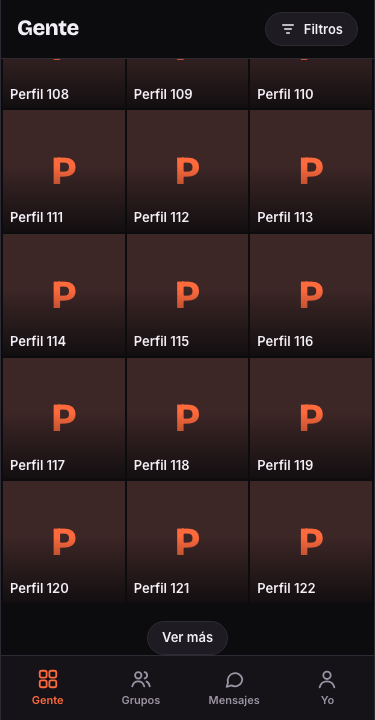 Gente
Filtros
Perfil 108 Perfil 109 Perfil 110
P P P
Perfil 111 Perfil 112 Perfil 113
P P P
Perfil 114 Perfil 115 Perfil 116
P P P
Perfil 117 Perfil 118 Perfil 119
P P P
Perfil 120 Perfil 121 Perfil 122
Ver más
Gente Grupos Mensajes Yo